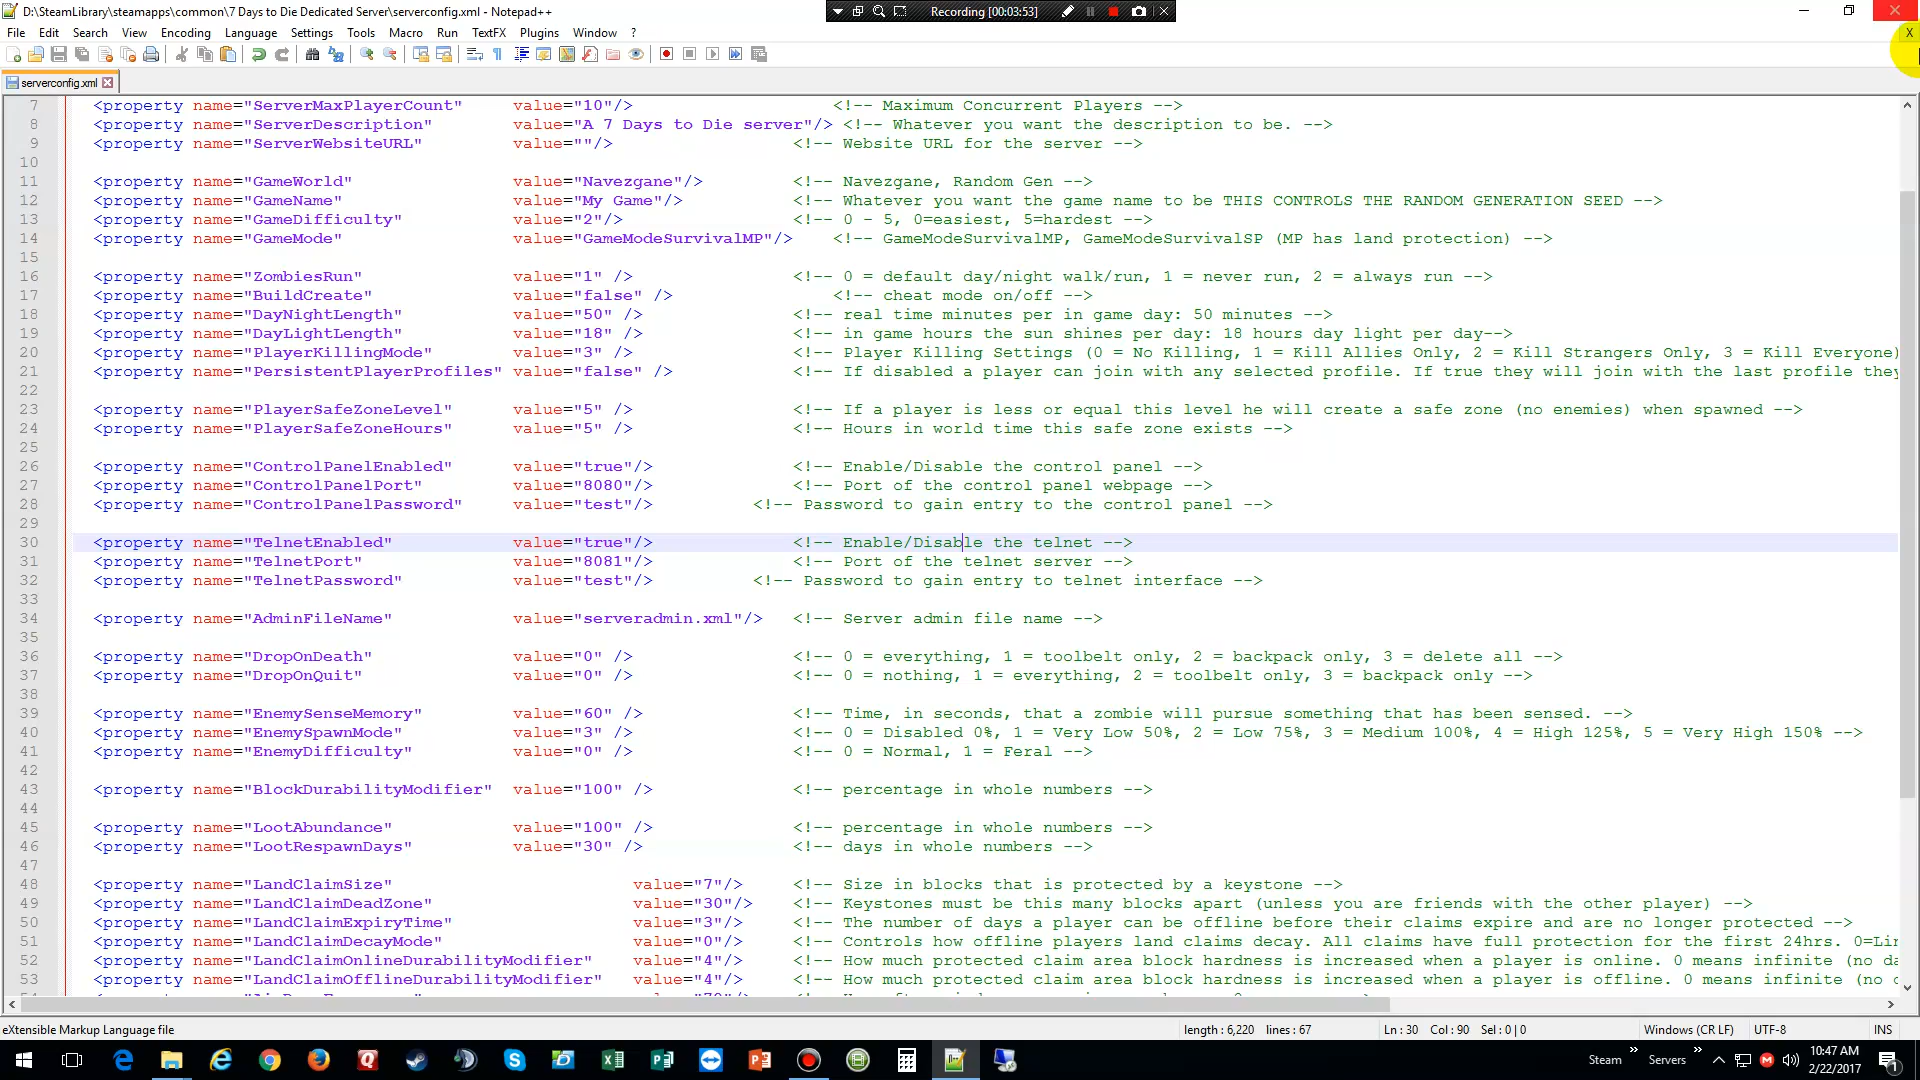 D:\SteamLibrary\steamapps\common\7 Days to Die Dedicated Server\serverconfig.xml - Notepad++
Recording [00:03:53]
File Edit Search View Encoding Language Settings Tools Macro Run TextFX Plugins Window ?
X
serverconfig.xml
7 <property name="ServerMaxPlayerCount" value="10"/> <!-- Maximum Concurrent Players -->
8 <property name="ServerDescription" value="A 7 Days to Die server"/> <!-- Whatever you want the description to be. -->
9 <property name="ServerWebsiteURL" value=""/> <!-- Website URL for the server -->
10
11 <property name="GameWorld" value="Navezgane"/> <!-- Navezgane, Random Gen -->
12 <property name="GameName" value="My Game"/> <!-- Whatever you want the game name to be THIS CONTROLS THE RANDOM GENERATION SEED -->
13 <property name="GameDifficulty" value="2"/> <!-- 0 - 5, 0=easiest, 5=hardest -->
14 <property name="GameMode" value="GameModeSurvivalMP"/> <!-- GameModeSurvivalMP, GameModeSurvivalSP (MP has land protection) -->
15
16 <property name="ZombiesRun" value="1" /> <!-- 0 = default day/night walk/run, 1 = never run, 2 = always run -->
17 <property name="BuildCreate" value="false" /> <!-- cheat mode on/off -->
18 <property name="DayNightLength" value="50" /> <!-- real time minutes per in game day: 50 minutes -->
19 <property name="DayLightLength" value="18" /> <!-- in game hours the sun shines per day: 18 hours day light per day-->
20 <property name="PlayerKillingMode" value="3" /> <!-- Player Killing Settings (0 = No Killing, 1 = Kill Allies Only, 2 = Kill Strangers Only, 3 = Kill Everyone)
21 <property name="PersistentPlayerProfiles" value="false" /> <!-- If disabled a player can join with any selected profile. If true they will join with the last profile they
22
23 <property name="PlayerSafeZoneLevel" value="5" /> <!-- If a player is less or equal this level he will create a safe zone (no enemies) when spawned -->
24 <property name="PlayerSafeZoneHours" value="5" /> <!-- Hours in world time this safe zone exists -->
25
26 <property name="ControlPanelEnabled" value="true"/> <!-- Enable/Disable the control panel -->
27 <property name="ControlPanelPort" value="8080"/> <!-- Port of the control panel webpage -->
28 <property name="ControlPanelPassword" value="test"/> <!-- Password to gain entry to the control panel -->
29
30 <property name="TelnetEnabled" value="true"/> <!-- Enable/Disable the telnet -->
31 <property name="TelnetPort" value="8081"/> <!-- Port of the telnet server -->
32 <property name="TelnetPassword" value="test"/> <!-- Password to gain entry to telnet interface -->
33
34 <property name="AdminFileName" value="serveradmin.xml"/> <!-- Server admin file name -->
35
36 <property name="DropOnDeath" value="0" /> <!-- 0 = everything, 1 = toolbelt only, 2 = backpack only, 3 = delete all -->
37 <property name="DropOnQuit" value="0" /> <!-- 0 = nothing, 1 = everything, 2 = toolbelt only, 3 = backpack only -->
38
39 <property name="EnemySenseMemory" value="60" /> <!-- Time, in seconds, that a zombie will pursue something that has been sensed. -->
40 <property name="EnemySpawnMode" value="3" /> <!-- 0 = Disabled 0%, 1 = Very Low 50%, 2 = Low 75%, 3 = Medium 100%, 4 = High 125%, 5 = Very High 150% -->
41 <property name="EnemyDifficulty" value="0" /> <!-- 0 = Normal, 1 = Feral -->
42
43 <property name="BlockDurabilityModifier" value="100" /> <!-- percentage in whole numbers -->
44
45 <property name="LootAbundance" value="100" /> <!-- percentage in whole numbers -->
46 <property name="LootRespawnDays" value="30" /> <!-- days in whole numbers -->
47
48 <property name="LandClaimSize" value="7"/> <!-- Size in blocks that is protected by a keystone -->
49 <property name="LandClaimDeadZone" value="30"/> <!-- Keystones must be this many blocks apart (unless you are friends with the other player) -->
50 <property name="LandClaimExpiryTime" value="3"/> <!-- The number of days a player can be offline before their claims expire and are no longer protected -->
51 <property name="LandClaimDecayMode" value="0"/> <!-- Controls how offline players land claims decay. All claims have full protection for the first 24hrs. 0=Lin
52 <property name="LandClaimOnlineDurabilityModifier" value="4"/> <!-- How much protected claim area block hardness is increased when a player is online. 0 means infinite (no da
53 <property name="LandClaimOfflineDurabilityModifier" value="4"/> <!-- How much protected claim area block hardness is increased when a player is offline. 0 means infinite (no
eXtensible Markup Language file length : 6,220 lines : 67 Ln : 30 Col : 90 Sel : 0 | 0 Windows (CR LF) UTF-8 INS
Steam Servers 10:47 AM
2/22/2017